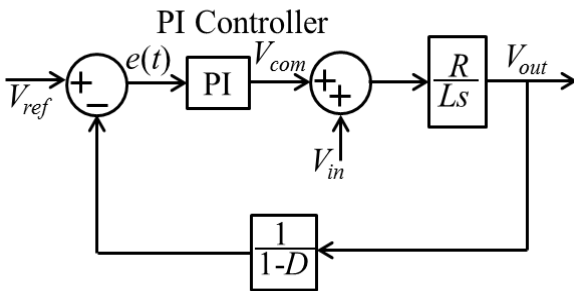 PI Controller
e(t)
V_com
R
V_out
+
PI
+
Ls
−
+
V_ref
V_in
1
1-D